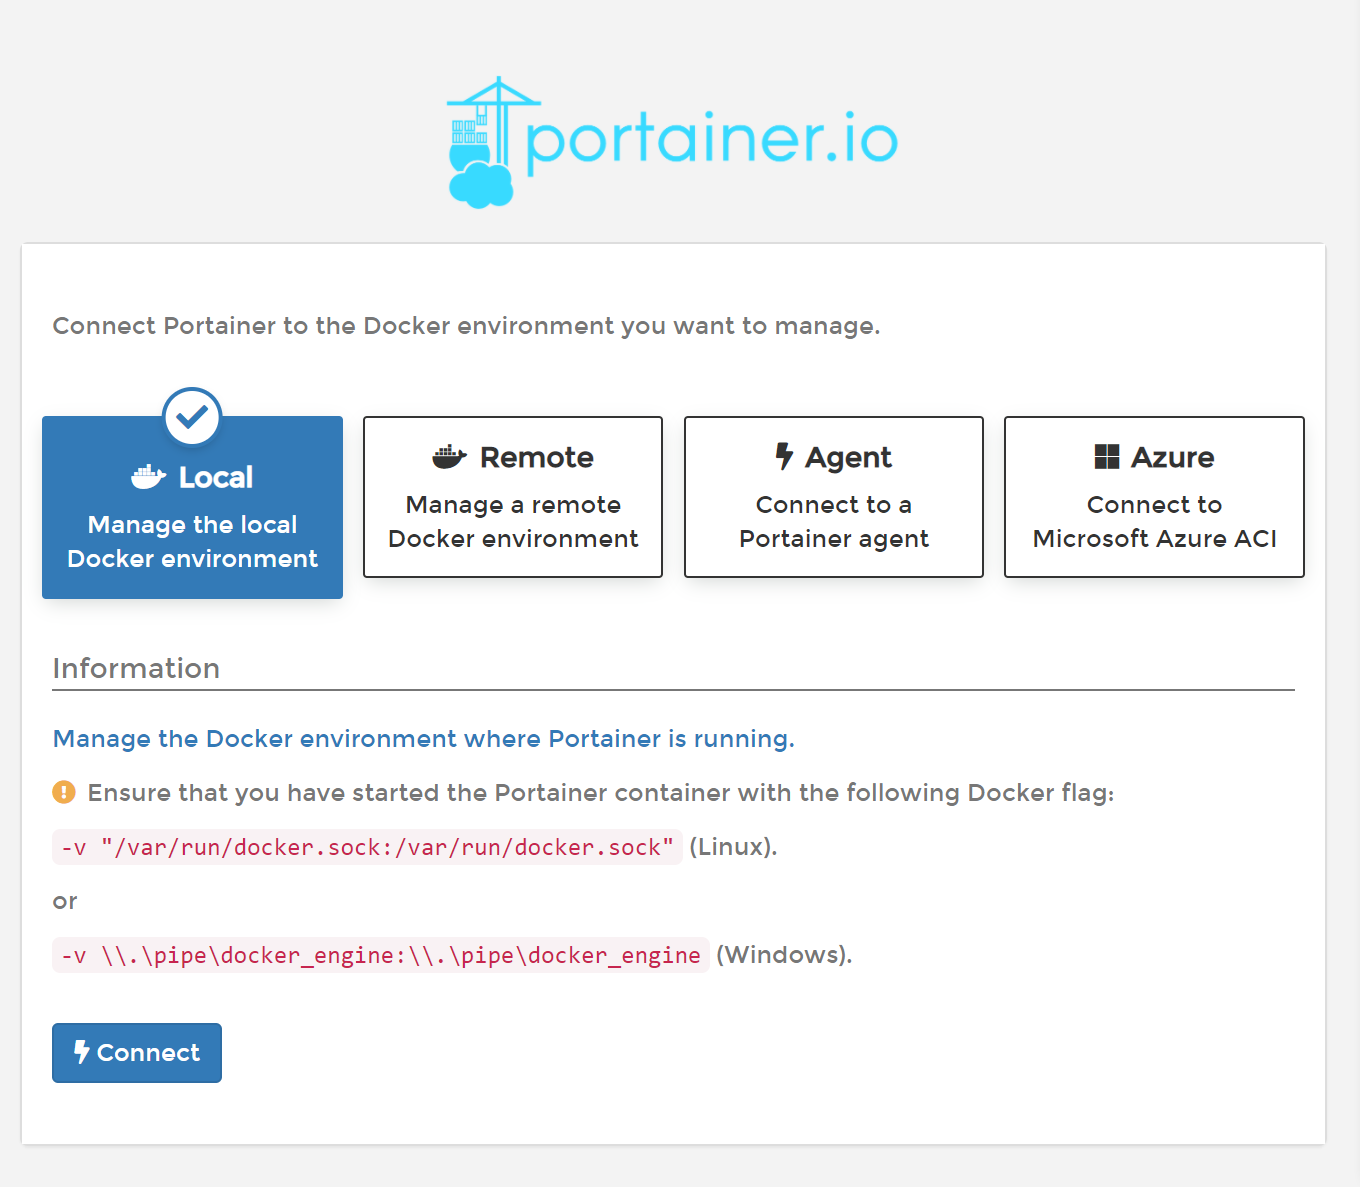 portainer.io
Connect Portainer to the Docker environment you want to manage.
Local
Manage the local
Docker environment
Remote
Manage a remote
Docker environment
Agent
Connect to a
Portainer agent
Azure
Connect to
Microsoft Azure ACI
Information
Manage the Docker environment where Portainer is running.
Ensure that you have started the Portainer container with the following Docker flag:
-v "/var/run/docker.sock:/var/run/docker.sock" (Linux).
or
-v \\.\pipe\docker_engine:\\.\pipe\docker_engine (Windows).
Connect